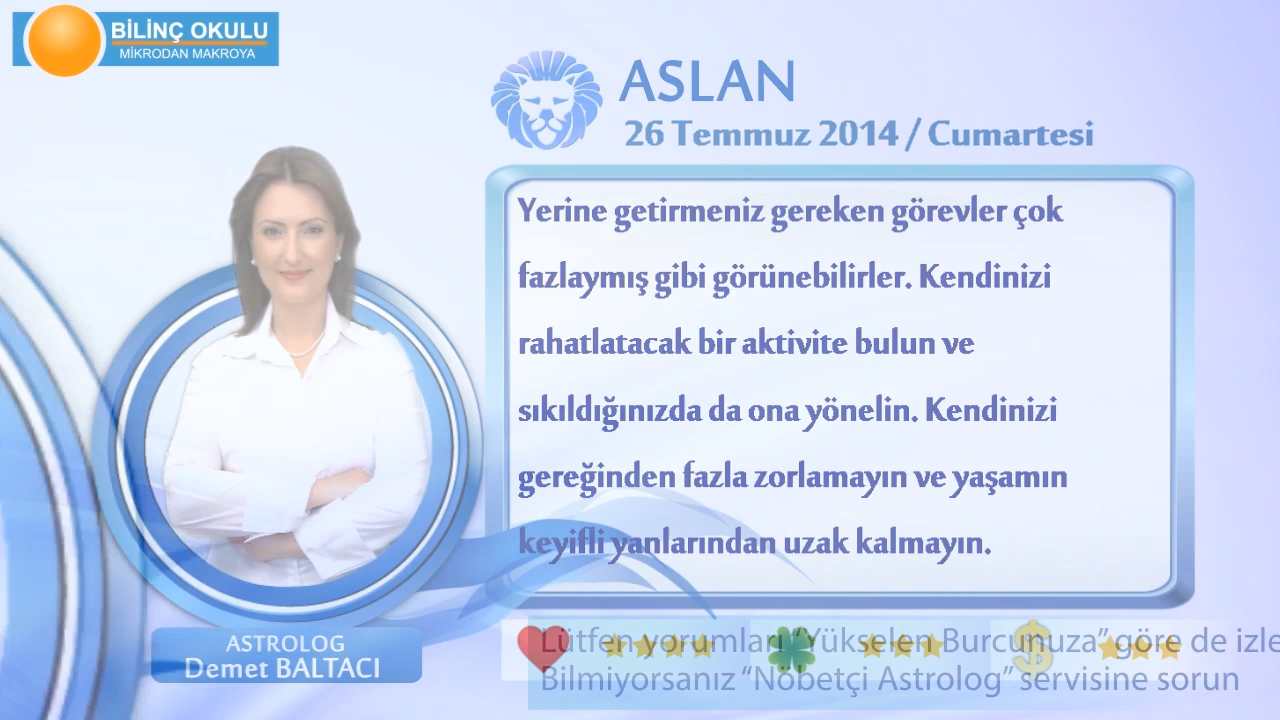 BİLİNÇ OKULU
MİKRODAN MAKROYA
ASLAN
26 Temmuz 2014 / Cumartesi
Yerine getirmeniz gereken görevler çok
fazlaymış gibi görünebilirler. Kendinizi
rahatlatacak bir aktivite bulun ve
sıkıldığınızda da ona yönelin. Kendinizi
gereğinden fazla zorlamayın ve yaşamın
keyifli yanlarından uzak kalmayın.
ASTROLOG
Demet BALTACI
Lütfen yorumları “Yükselen Burcunuza” göre de izle
Bilmiyorsanız “Nöbetçi Astrolog” servisine sorun